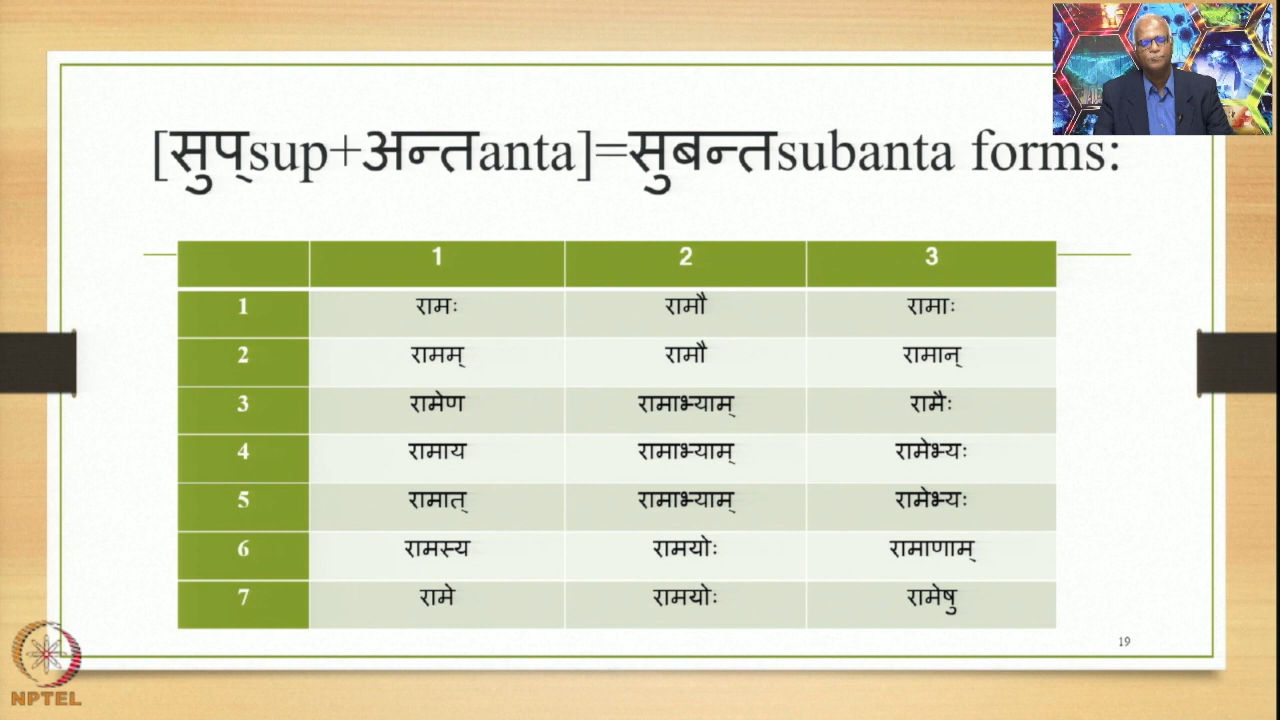 [सुप्sup+अन्तanta]=सुबन्तsubanta forms:
1 2 3
1 रामः रामौ रामाः
2 रामम् रामौ रामान्
3 रामेण रामाभ्याम् रामैः
4 रामाय रामाभ्याम् रामेभ्यः
5 रामात् रामाभ्याम् रामेभ्यः
6 रामस्य रामयोः रामाणाम्
7 रामे रामयोः रामेषु
19
NPTEL